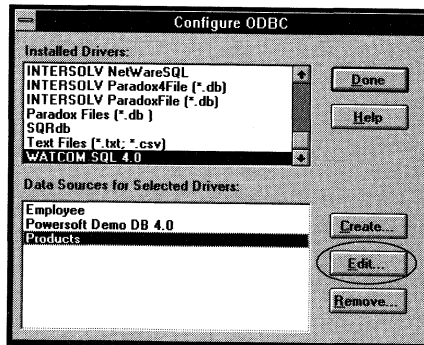 Configure ODBC
Installed Drivers:
INTERSOLV NetWareSQL
INTERSOLV Paradox4File (*.db)
INTERSOLV ParadoxFile (*.db)
Paradox Files (*.db )
SQRdb
Text Files (*.txt; *.csv)
WATCOM SQL 4.0
Done
Help
Data Sources for Selected Drivers:
Employee
Powersoft Demo DB 4.0
Products
Create...
Edit...
Remove...